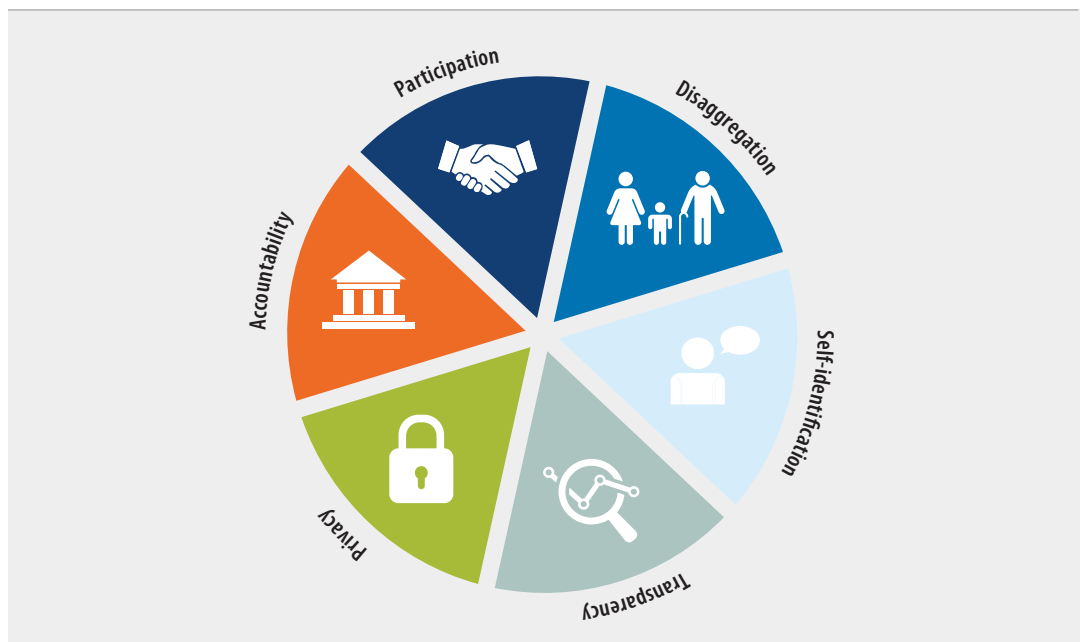 Participation
Disaggregation
Self-identification
Transparency
Privacy
Accountability